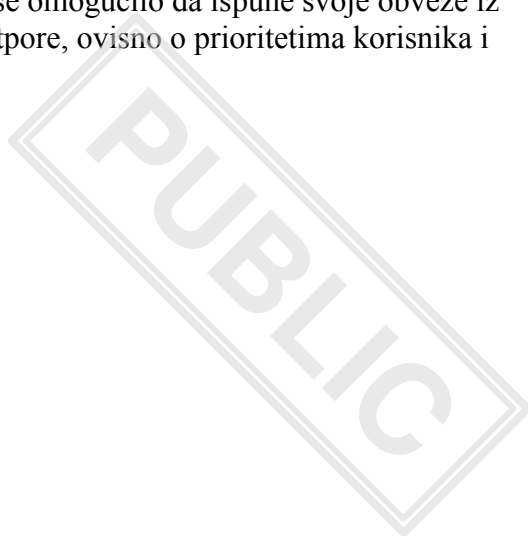 se omogućilo da ispune svoje obveze iz
tpore, ovisno o prioritetima korisnika i
PUBLIC